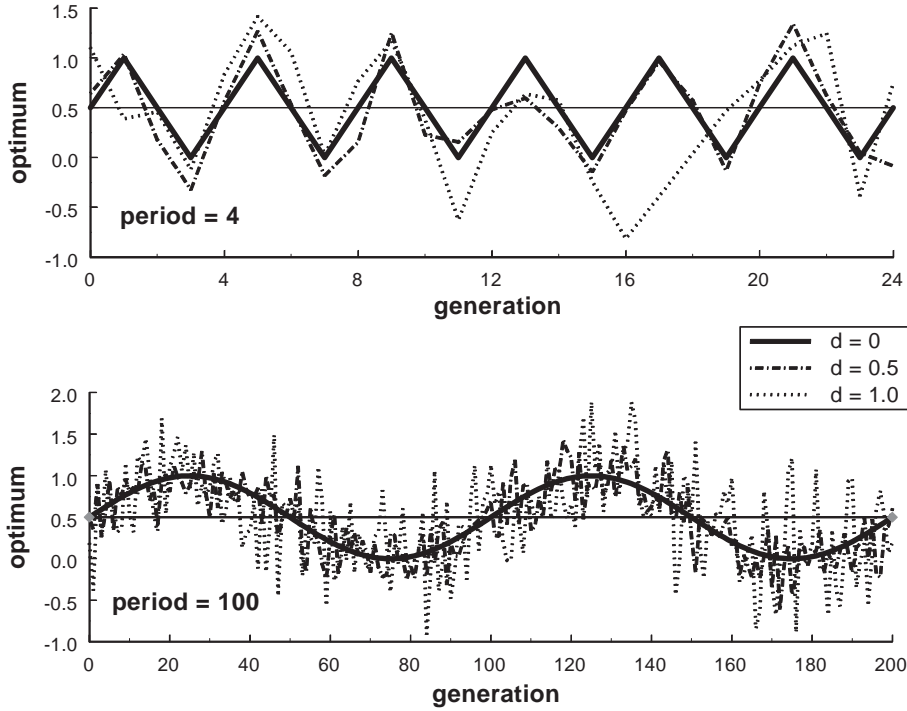 1.5
1.0
0.5
0.0
-0.5
-1.0
optimum
period = 4
0 4 8 12 16 20 24
generation
d = 0
d = 0.5
d = 1.0
2.0
1.5
1.0
0.5
0.0
-0.5
-1.0
optimum
period = 100
0 20 40 60 80 100 120 140 160 180 200
generation